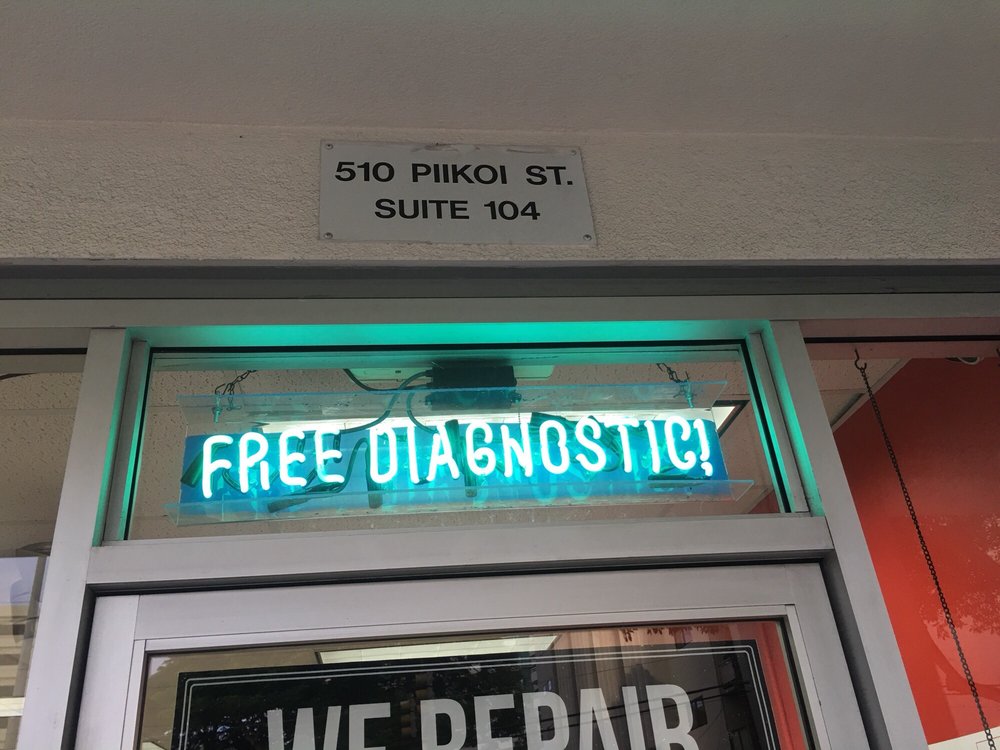 510 PIIKOI ST.
SUITE 104
FREE DIAGNOSTIC!
WE REPAIR